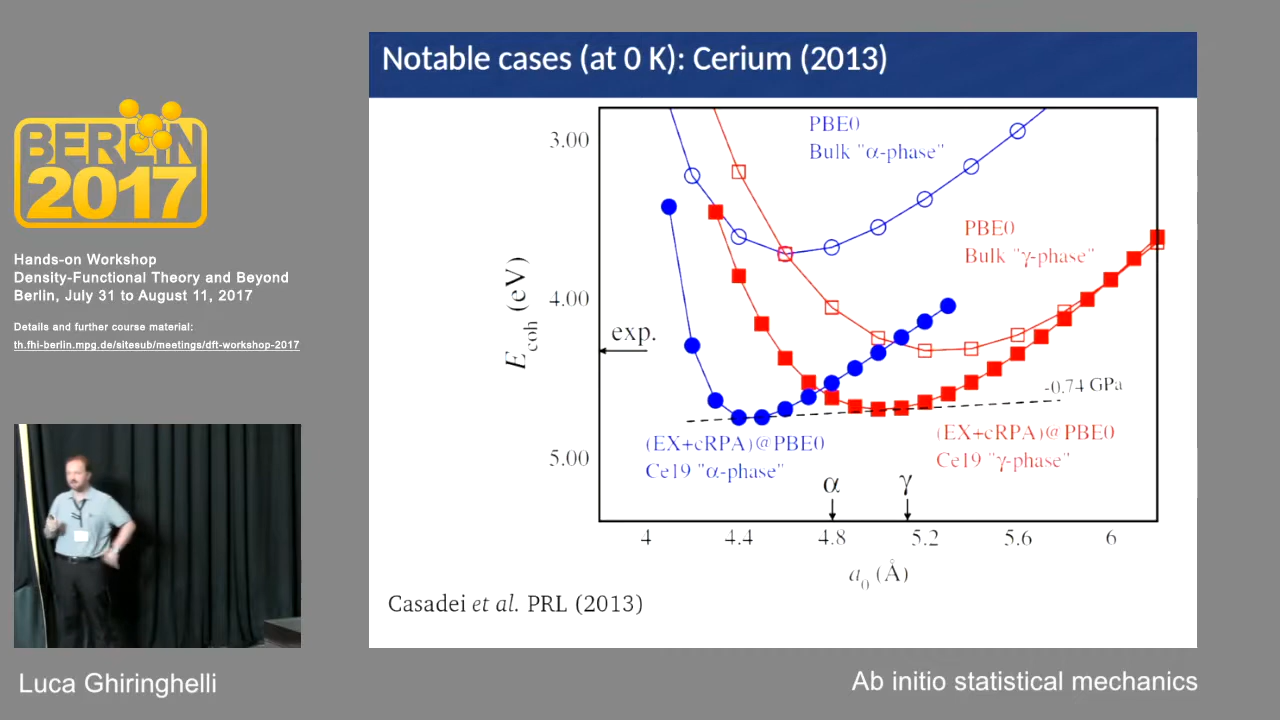 Notable cases (at 0 K): Cerium (2013)
BERLIN
2017
Hands-on Workshop
Density-Functional Theory and Beyond
Berlin, July 31 to August 11, 2017
Details and further course material:
th.fhi-berlin.mpg.de/sitesub/meetings/dft-workshop-2017
PBE0
Bulk "α-phase"
PBE0
Bulk "γ-phase"
3.00
4.00
5.00
E_coh (eV)
exp.
-0.74 GPa
(EX+cRPA)@PBE0
Ce19 "α-phase"
(EX+cRPA)@PBE0
Ce19 "γ-phase"
α
γ
4
4.4
4.8
5.2
5.6
6
a₀ (Å)
Casadei et al. PRL (2013)
Luca Ghiringhelli
Ab initio statistical mechanics